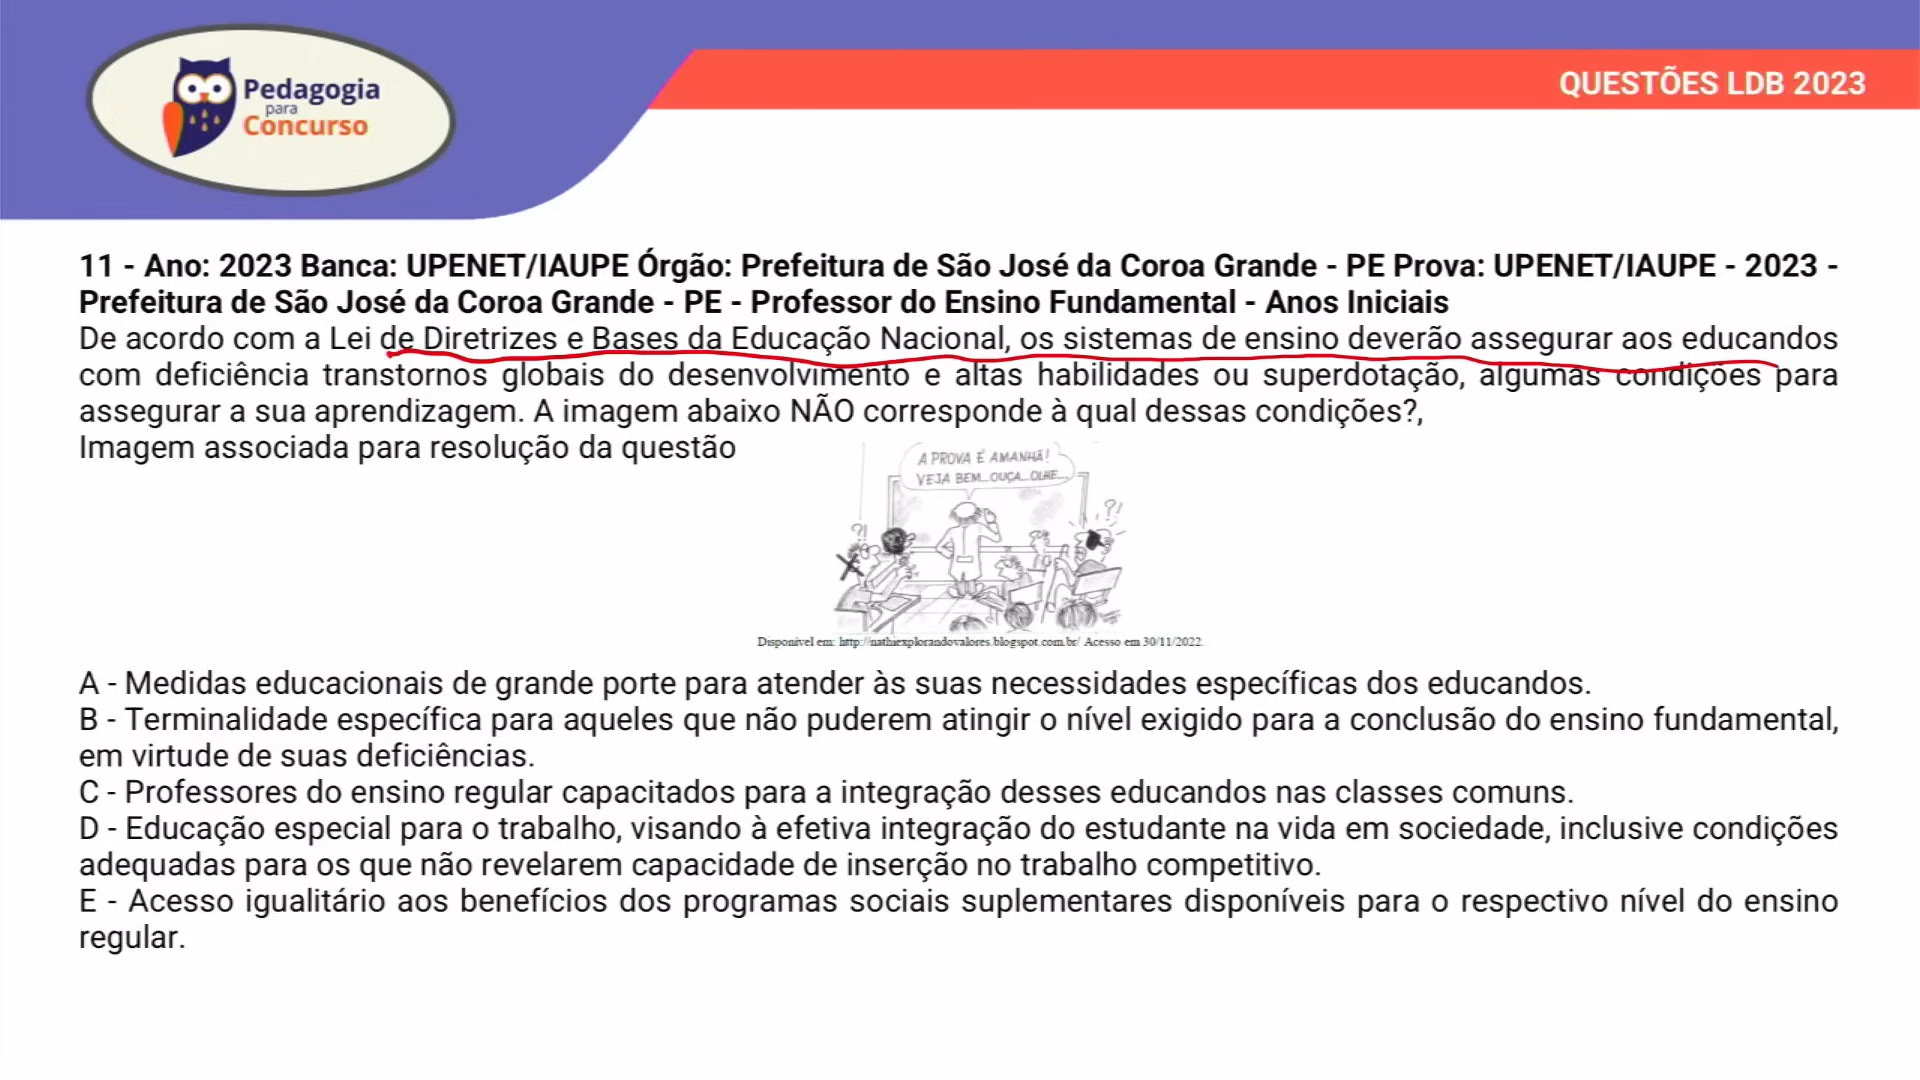 Pedagogia
para
Concurso
QUESTÕES LDB 2023
11 - Ano: 2023 Banca: UPENET/IAUPE Órgão: Prefeitura de São José da Coroa Grande - PE Prova: UPENET/IAUPE - 2023 -
Prefeitura de São José da Coroa Grande - PE - Professor do Ensino Fundamental - Anos Iniciais
De acordo com a Lei de Diretrizes e Bases da Educação Nacional, os sistemas de ensino deverão assegurar aos educandos
com deficiência transtornos globais do desenvolvimento e altas habilidades ou superdotação, algumas condições para
assegurar a sua aprendizagem. A imagem abaixo NÃO corresponde à qual dessas condições?,
Imagem associada para resolução da questão
A PROVA É AMANHÃ!
VEJA BEM...OUÇA...OLHE...
?!
?!
Disponível em: http://nathiexplorandovalores.blogspot.com.br/ Acesso em 30/11/2022.
A - Medidas educacionais de grande porte para atender às suas necessidades específicas dos educandos.
B - Terminalidade específica para aqueles que não puderem atingir o nível exigido para a conclusão do ensino fundamental,
em virtude de suas deficiências.
C - Professores do ensino regular capacitados para a integração desses educandos nas classes comuns.
D - Educação especial para o trabalho, visando à efetiva integração do estudante na vida em sociedade, inclusive condições
adequadas para os que não revelarem capacidade de inserção no trabalho competitivo.
E - Acesso igualitário aos benefícios dos programas sociais suplementares disponíveis para o respectivo nível do ensino
regular.